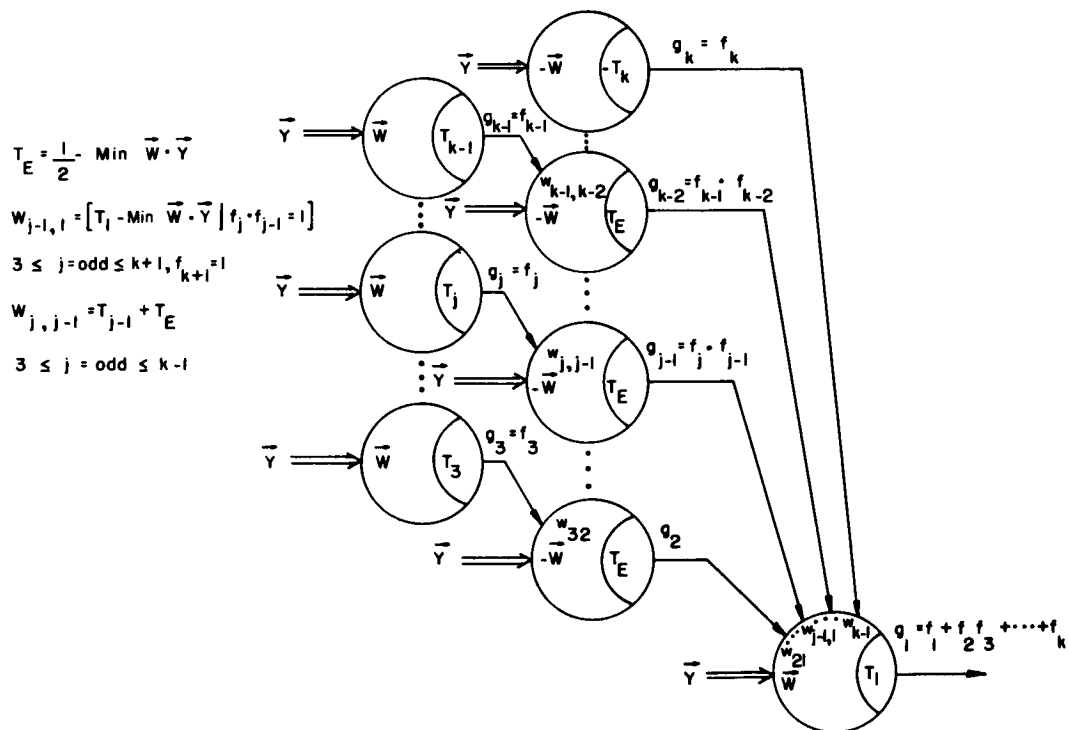 T_E = 1/2 - Min W⃗ · Y⃗
W_{j-1,1} = [T_1 - Min W⃗ · Y⃗ | f_j · f_{j-1} = 1]
3 ≤ j = odd ≤ k+1, f_{k+1} = 1
W_{j,j-1} = T_{j-1} + T_E
3 ≤ j = odd ≤ k-1
Y⃗ -W⃗ -T_k g_k = f_k
Y⃗ W⃗ T_{k-1} g_{k-1} = f_{k-1}
Y⃗ w_{k-1,k-2} -W⃗ T_E g_{k-2} = f_{k-1} · f_{k-2}
Y⃗ W⃗ T_j g_j = f_j
Y⃗ w_{j,j-1} -W⃗ T_E g_{j-1} = f_j · f_{j-1}
Y⃗ W⃗ T_3 g_3 = f_3
Y⃗ w_{32} -W⃗ T_E g_2
Y⃗ w_{21} w_{j-1,1} w_{k-1} W⃗ T_1 g_1 = f_1 + f_2 f_3 + ··· + f_k